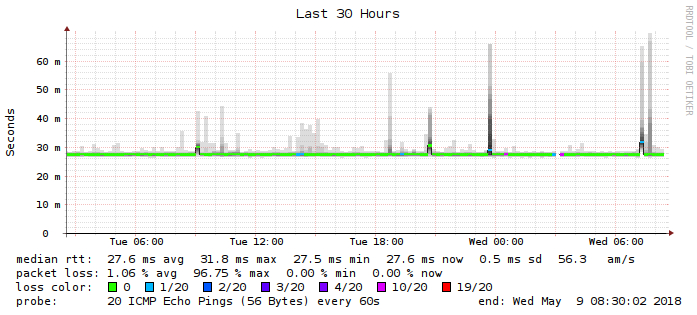 Last 30 Hours
RRDTOOL / TOBI OETIKER
Seconds
60 m
50 m
40 m
30 m
20 m
10 m
0
Tue 06:00 Tue 12:00 Tue 18:00 Wed 00:00 Wed 06:00
median rtt: 27.6 ms avg 31.8 ms max 27.5 ms min 27.6 ms now 0.5 ms sd 56.3 am/s
packet loss: 1.06 % avg 96.75 % max 0.00 % min 0.00 % now
loss color: 0 1/20 2/20 3/20 4/20 10/20 19/20
probe: 20 ICMP Echo Pings (56 Bytes) every 60s end: Wed May 9 08:30:02 2018